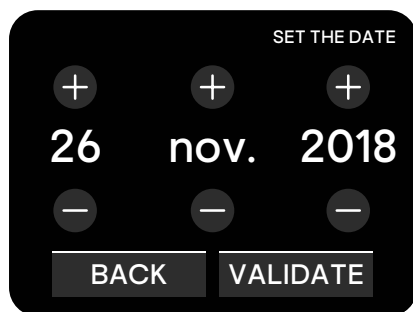 SET THE DATE
+ + +
26 nov. 2018
− − −
BACK VALIDATE